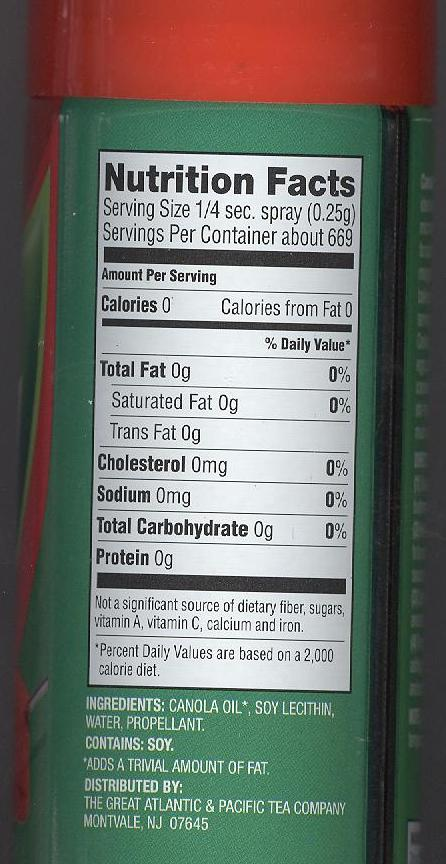 Nutrition Facts
Serving Size 1/4 sec. spray (0.25g)
Servings Per Container about 669
Amount Per Serving
Calories 0 Calories from Fat 0
% Daily Value*
Total Fat 0g 0%
Saturated Fat 0g 0%
Trans Fat 0g
Cholesterol 0mg 0%
Sodium 0mg 0%
Total Carbohydrate 0g 0%
Protein 0g
Not a significant source of dietary fiber, sugars,
vitamin A, vitamin C, calcium and iron.
*Percent Daily Values are based on a 2,000
calorie diet.
INGREDIENTS: CANOLA OIL*, SOY LECITHIN,
WATER, PROPELLANT.
CONTAINS: SOY.
*ADDS A TRIVIAL AMOUNT OF FAT.
DISTRIBUTED BY:
THE GREAT ATLANTIC & PACIFIC TEA COMPANY
MONTVALE, NJ 07645